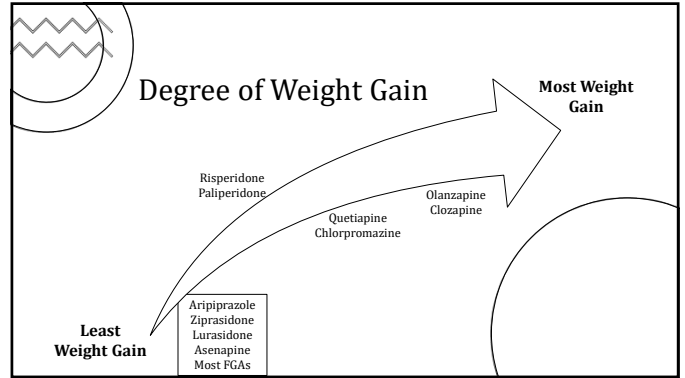 Degree of Weight Gain
Most Weight
Gain
Risperidone
Paliperidone
Olanzapine
Clozapine
Quetiapine
Chlorpromazine
Aripiprazole
Ziprasidone
Lurasidone
Asenapine
Most FGAs
Least
Weight Gain